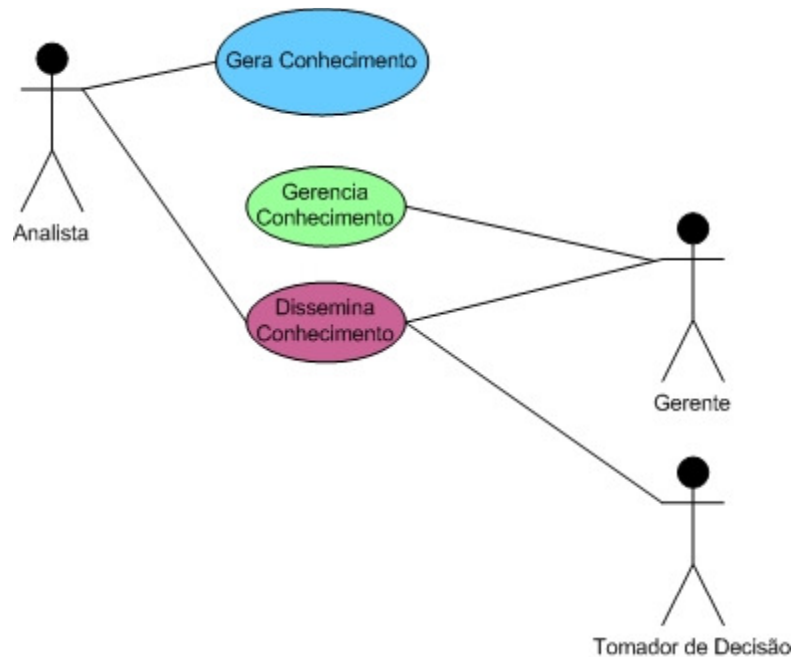 Gera Conhecimento
Gerencia
Conhecimento
Analista
Dissemina
Conhecimento
Gerente
Tomador de Decisão